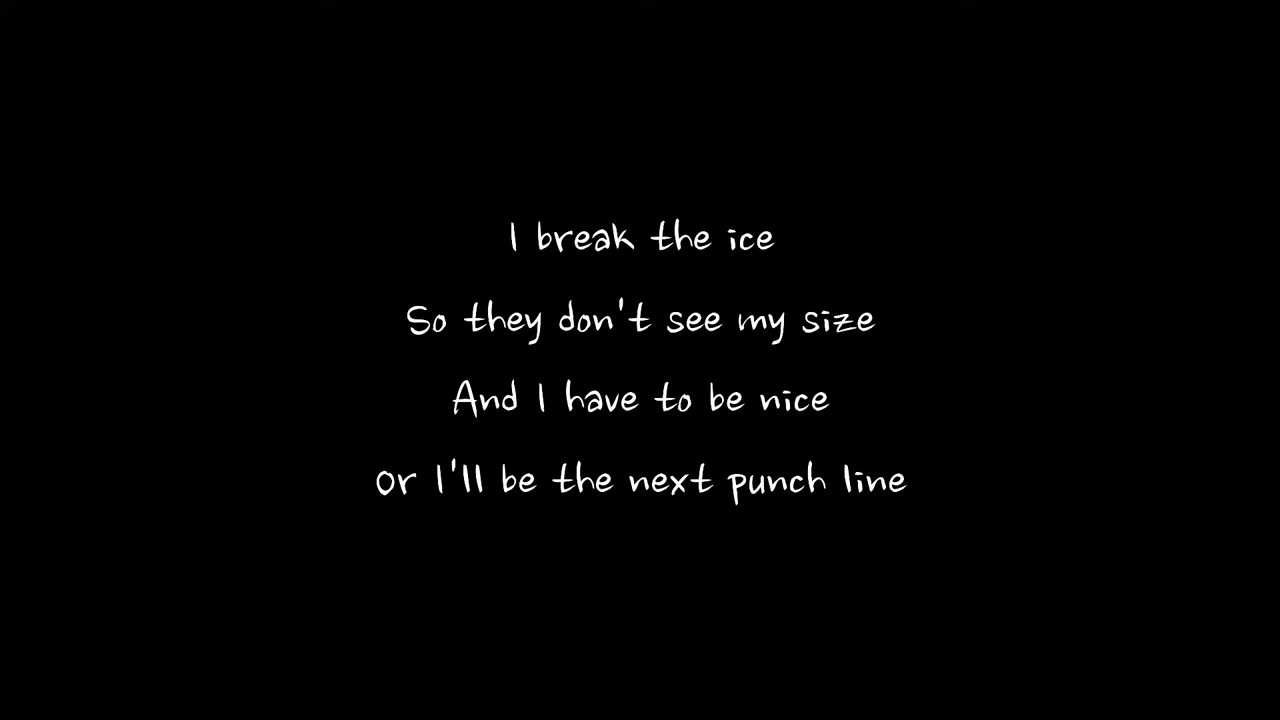 I break the ice
So they don't see my size
And I have to be nice
or I'll be the next punch line